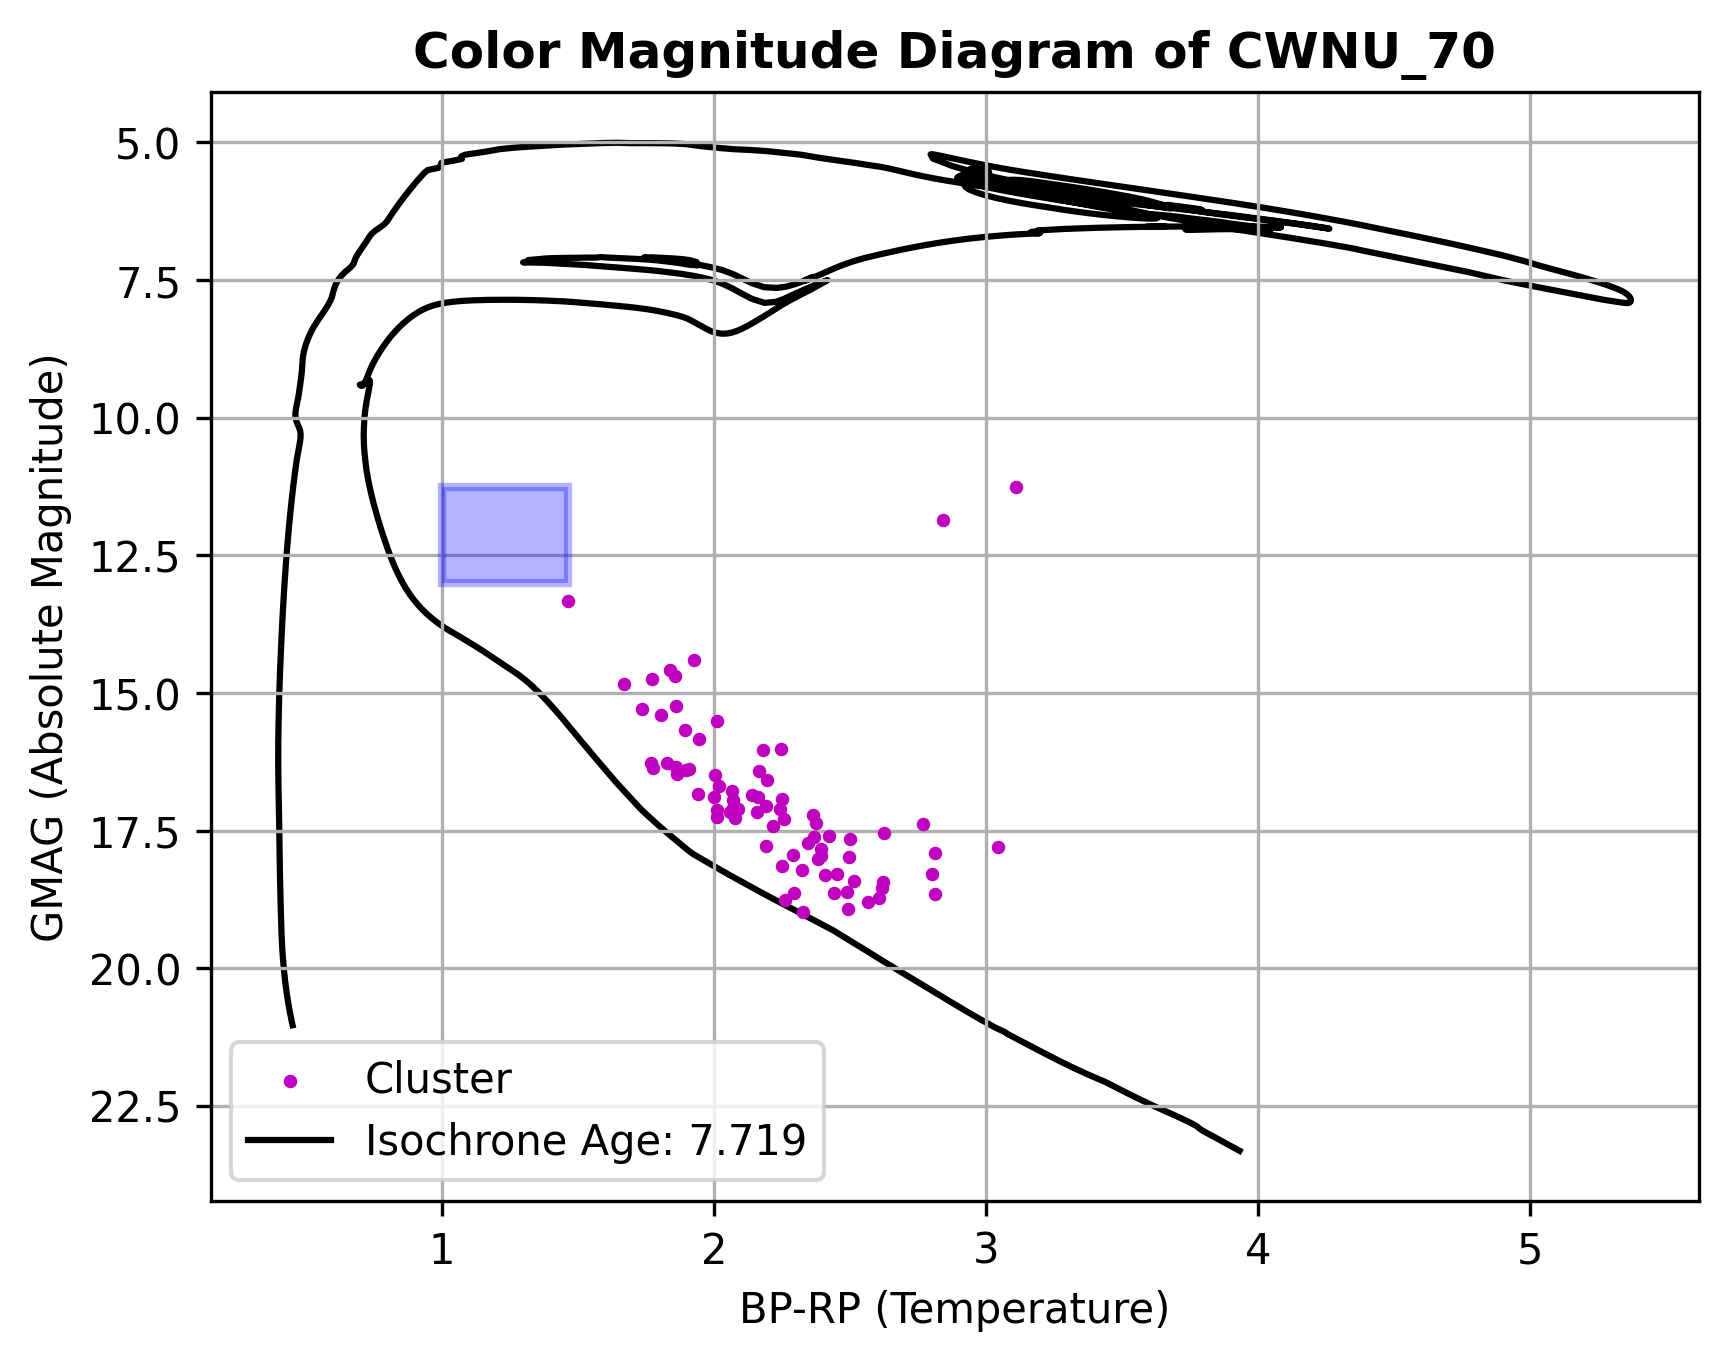 Color Magnitude Diagram of CWNU_70
GMAG (Absolute Magnitude)
5.0
7.5
10.0
12.5
15.0
17.5
20.0
22.5
Cluster
Isochrone Age: 7.719
1 2 3 4 5
BP-RP (Temperature)